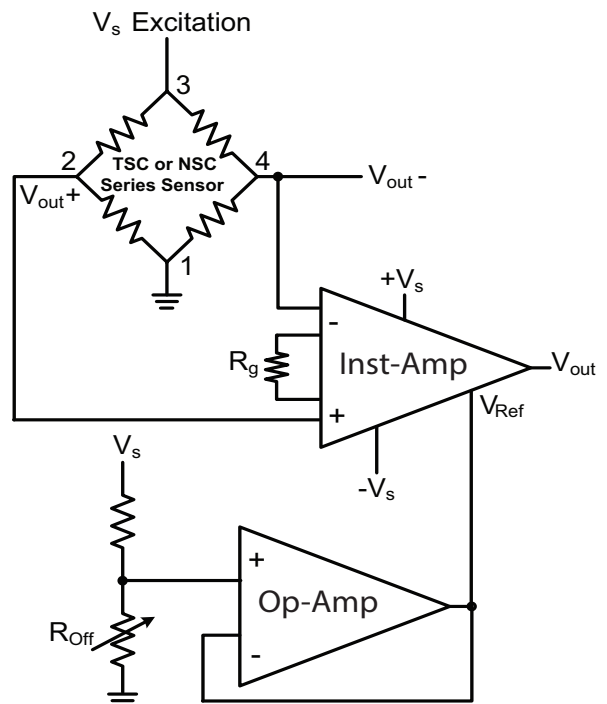 Vs Excitation
3
2
TSC or NSC
Series Sensor
4
Vout+
Vout -
1
+Vs
-
Rg
Inst-Amp
Vout
+
VRef
Vs
-Vs
+
Op-Amp
ROff
-